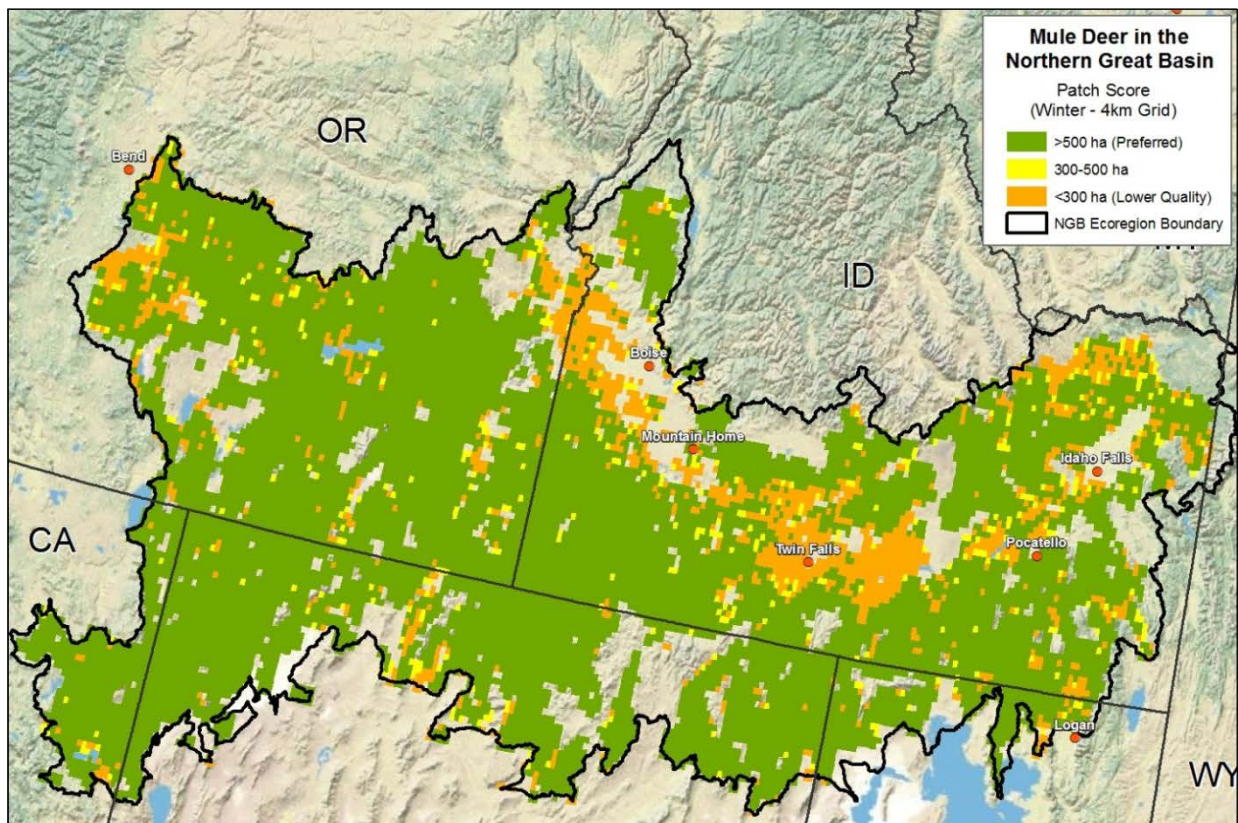 Mule Deer in the
Northern Great Basin
Patch Score
(Winter - 4km Grid)
>500 ha (Preferred)
300-500 ha
<300 ha (Lower Quality)
NGB Ecoregion Boundary
OR
Bend
ID
Boise
Mountain Home
Idaho Falls
CA
Twin Falls
Pocatello
Logan
WY